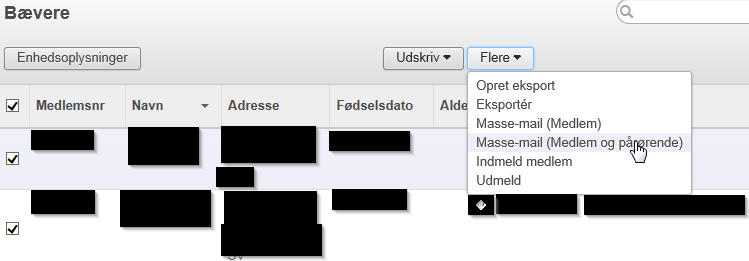 Bævere
Enhedsoplysninger
Udskriv
Flere
Opret eksport
Eksportér
Masse-mail (Medlem)
Masse-mail (Medlem og pårørende)
Indmeld medlem
Udmeld
Medlemsnr
Navn
Adresse
Fødselsdato
Alde